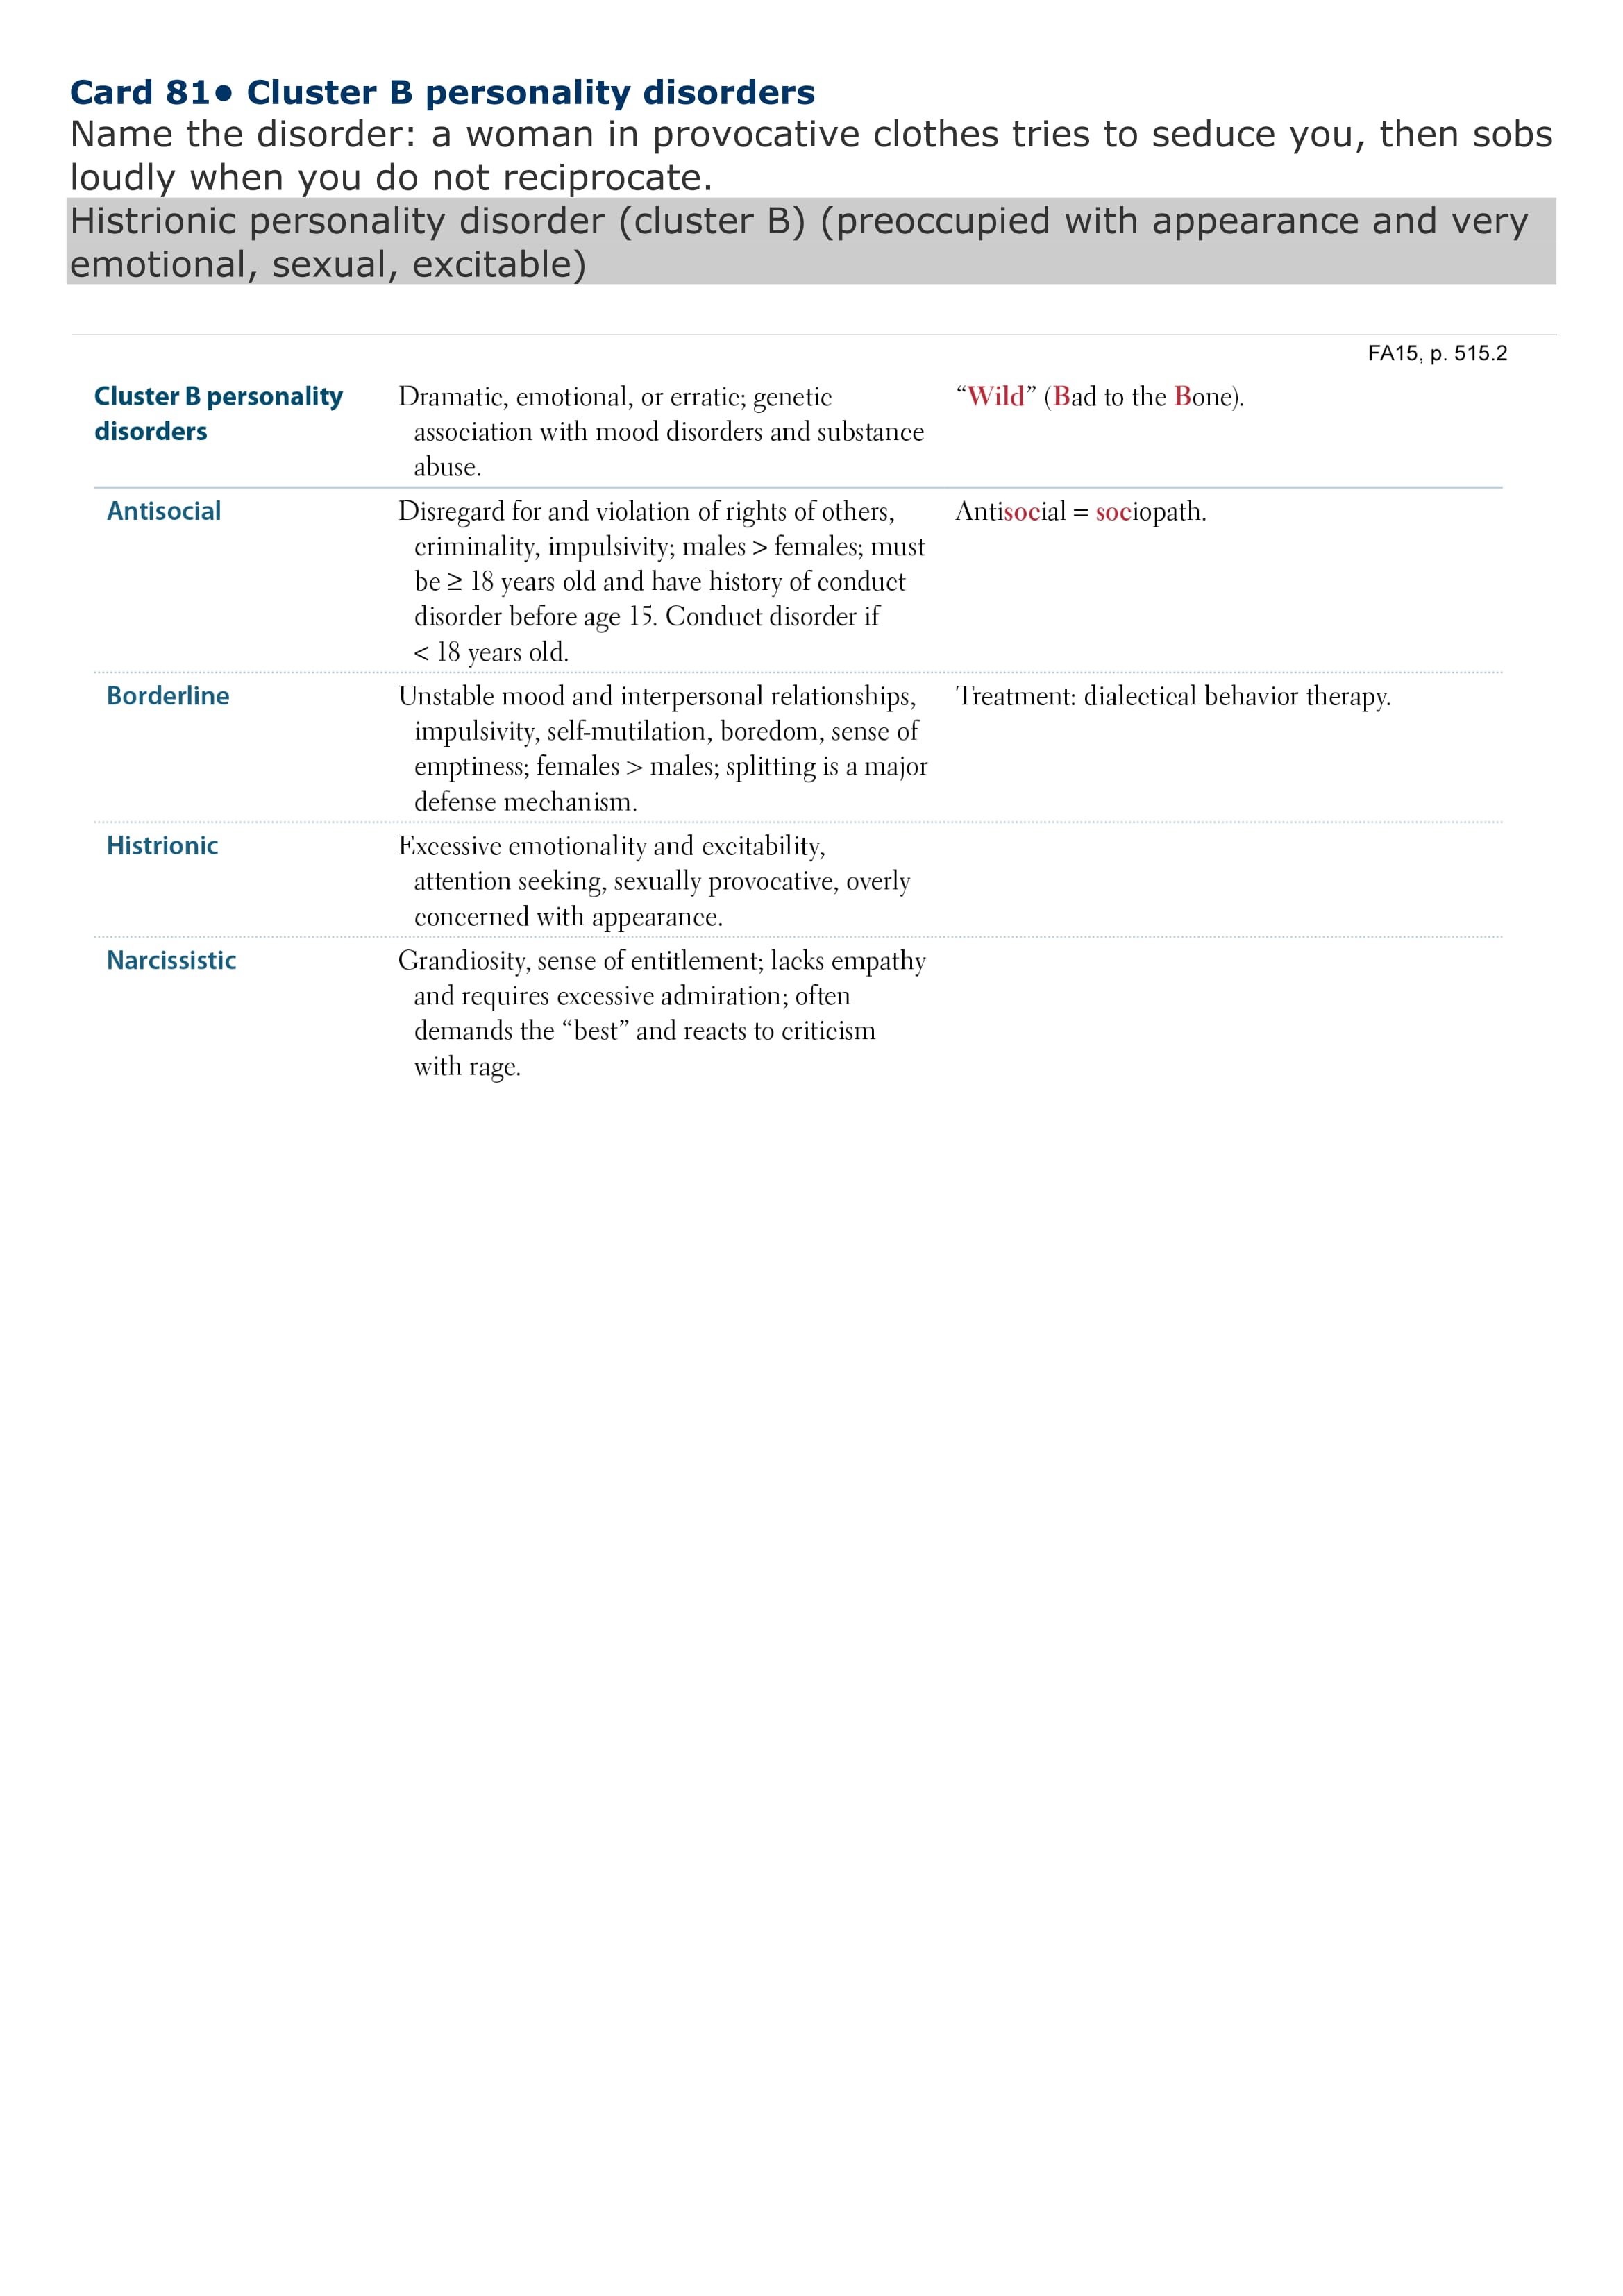 Card 81● Cluster B personality disorders
Name the disorder: a woman in provocative clothes tries to seduce you, then sobs
loudly when you do not reciprocate.
Histrionic personality disorder (cluster B) (preoccupied with appearance and very
emotional, sexual, excitable)
FA15, p. 515.2
Cluster B personality
disorders
Dramatic, emotional, or erratic; genetic
association with mood disorders and substance
abuse.
“Wild” (Bad to the Bone).
Antisocial
Disregard for and violation of rights of others,
criminality, impulsivity; males > females; must
be ≥ 18 years old and have history of conduct
disorder before age 15. Conduct disorder if
< 18 years old.
Antisocial = sociopath.
Borderline
Unstable mood and interpersonal relationships,
impulsivity, self-mutilation, boredom, sense of
emptiness; females > males; splitting is a major
defense mechanism.
Treatment: dialectical behavior therapy.
Histrionic
Excessive emotionality and excitability,
attention seeking, sexually provocative, overly
concerned with appearance.
Narcissistic
Grandiosity, sense of entitlement; lacks empathy
and requires excessive admiration; often
demands the “best” and reacts to criticism
with rage.